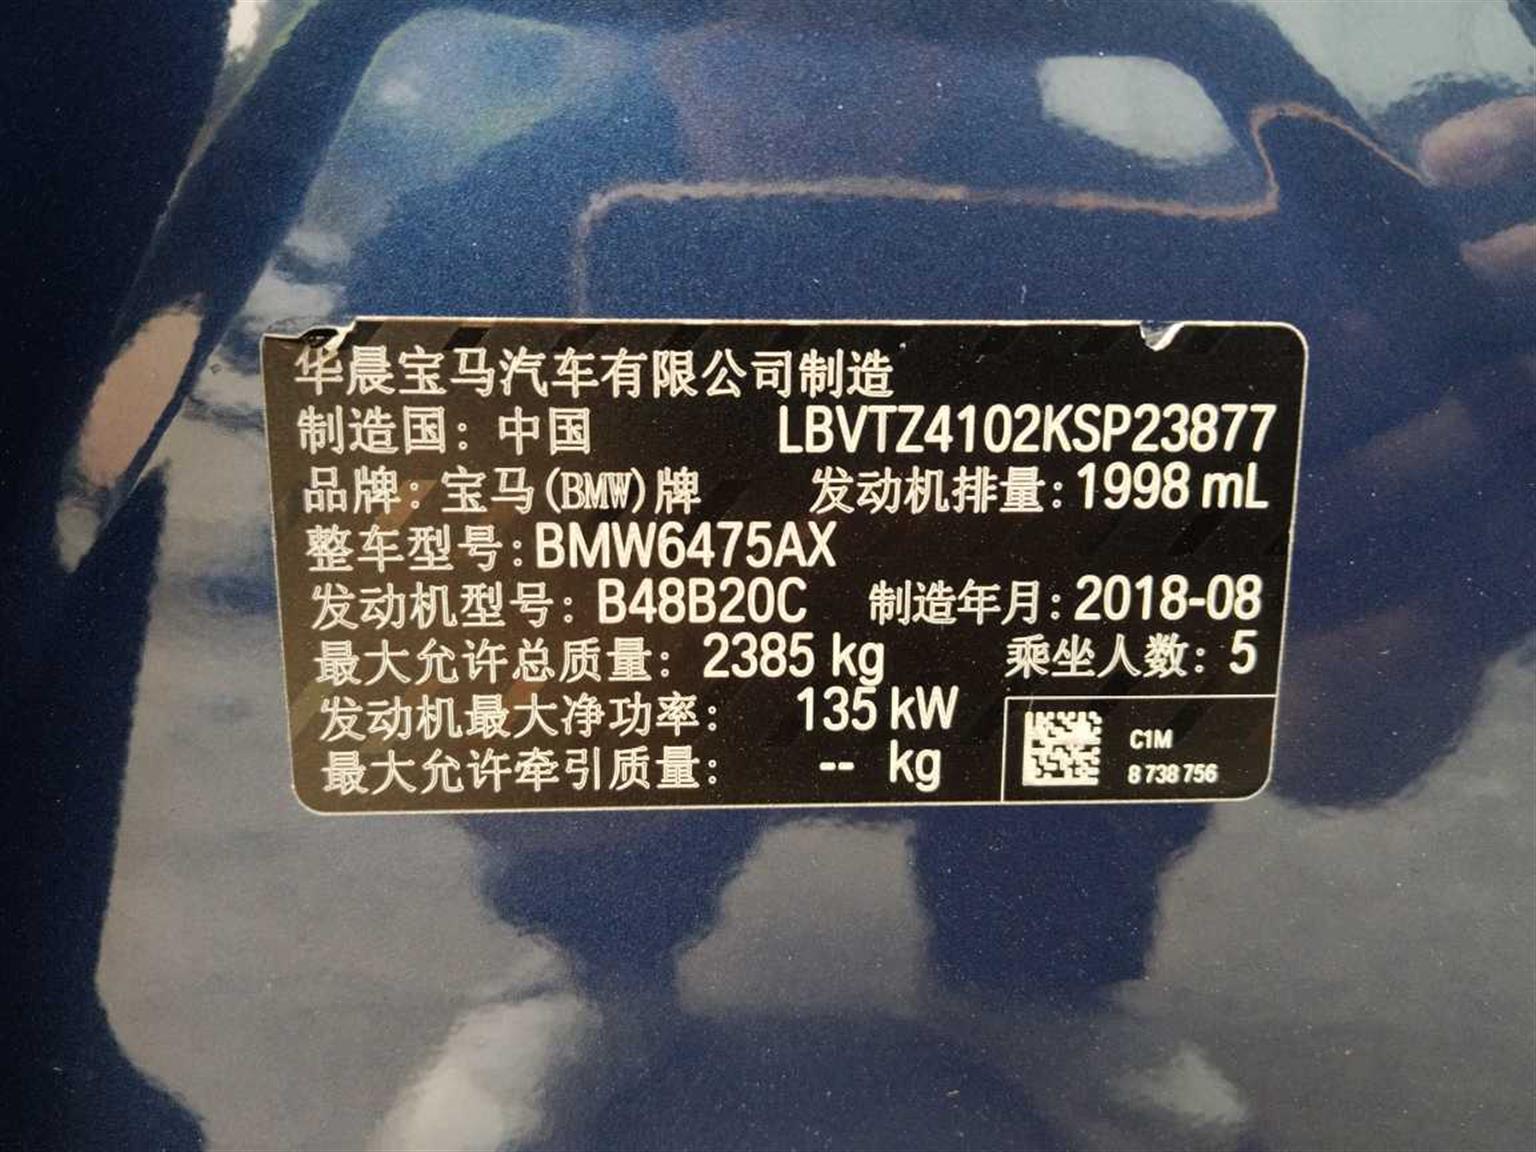 华晨宝马汽车有限公司制造
制造国：中国 LBVTZ4102KSP23877
品牌：宝马(BMW)牌 发动机排量：1998 mL
整车型号：BMW6475AX
发动机型号：B48B20C 制造年月：2018-08
最大允许总质量：2385 kg 乘坐人数：5
发动机最大净功率：135 kW
最大允许牵引质量：-- kg
C1M
8 738 756